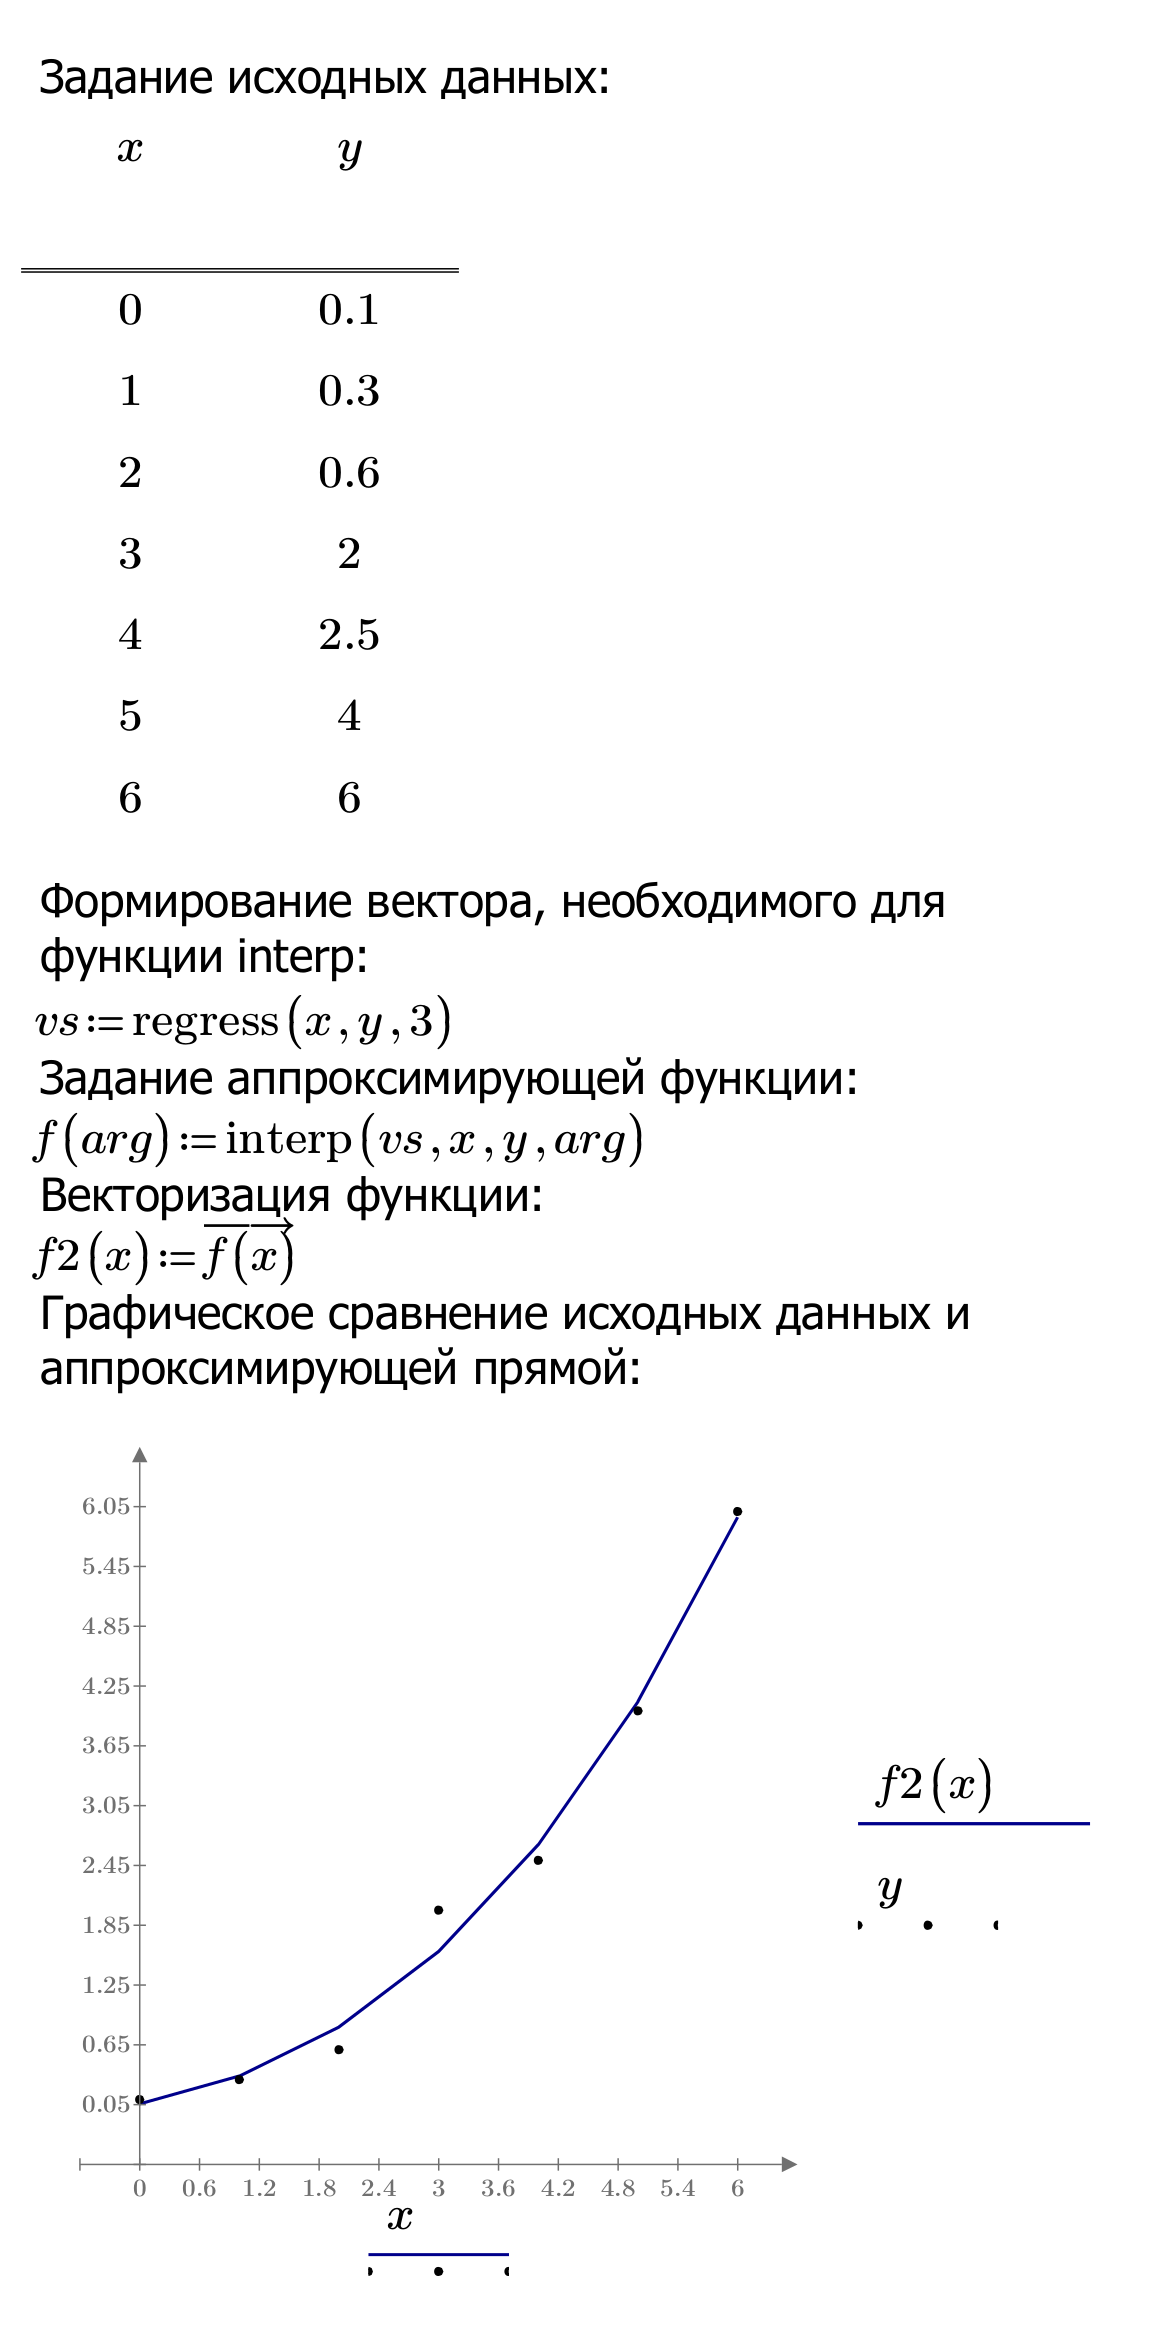 Задание исходных данных:
x y
0 0.1
1 0.3
2 0.6
3 2
4 2.5
5 4
6 6
Формирование вектора, необходимого для
функции interp:
vs:=regress(x,y,3)
Задание аппроксимирующей функции:
f(arg):=interp(vs,x,y,arg)
Векторизация функции:
f2(x):=f(x)
Графическое сравнение исходных данных и
аппроксимирующей прямой:
6.05
5.45
4.85
4.25
3.65
3.05
2.45
1.85
1.25
0.65
0.05
f2(x)
y
0 0.6 1.2 1.8 2.4 3 3.6 4.2 4.8 5.4 6
x